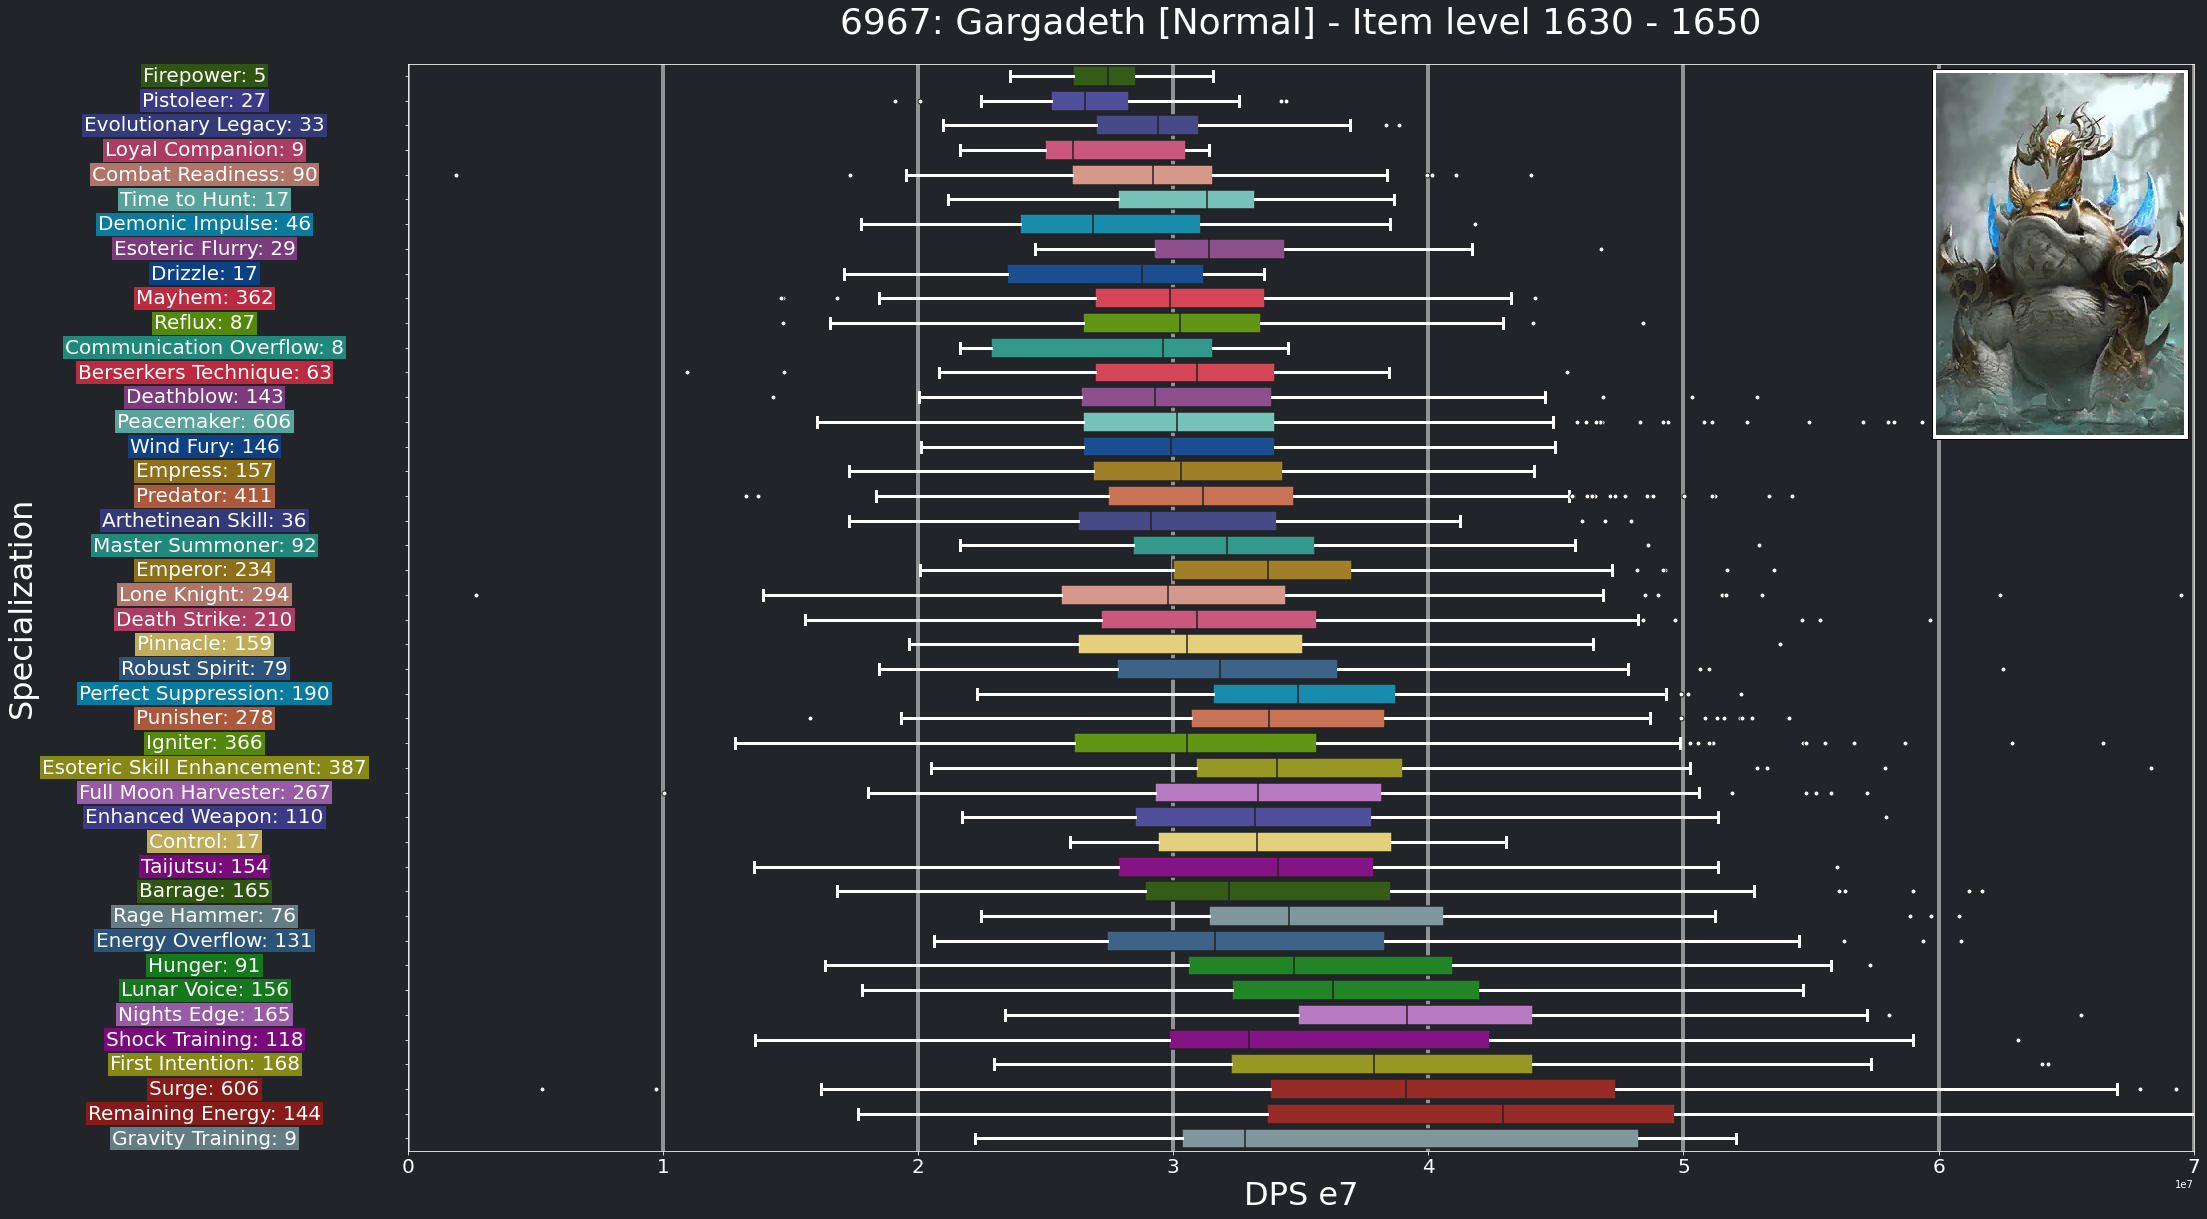 6967: Gargadeth [Normal] - Item level 1630 - 1650
Firepower: 5
Pistoleer: 27
Evolutionary Legacy: 33
Loyal Companion: 9
Combat Readiness: 90
Time to Hunt: 17
Demonic Impulse: 46
Esoteric Flurry: 29
Drizzle: 17
Mayhem: 362
Reflux: 87
Communication Overflow: 8
Berserkers Technique: 63
Deathblow: 143
Peacemaker: 606
Wind Fury: 146
Empress: 157
Predator: 411
Arthetinean Skill: 36
Master Summoner: 92
Emperor: 234
Lone Knight: 294
Death Strike: 210
Pinnacle: 159
Robust Spirit: 79
Perfect Suppression: 190
Punisher: 278
Igniter: 366
Esoteric Skill Enhancement: 387
Full Moon Harvester: 267
Enhanced Weapon: 110
Control: 17
Taijutsu: 154
Barrage: 165
Rage Hammer: 76
Energy Overflow: 131
Hunger: 91
Lunar Voice: 156
Nights Edge: 165
Shock Training: 118
First Intention: 168
Surge: 606
Remaining Energy: 144
Gravity Training: 9
Specialization
0 1 2 3 4 5 6 7
DPS e7
1e7